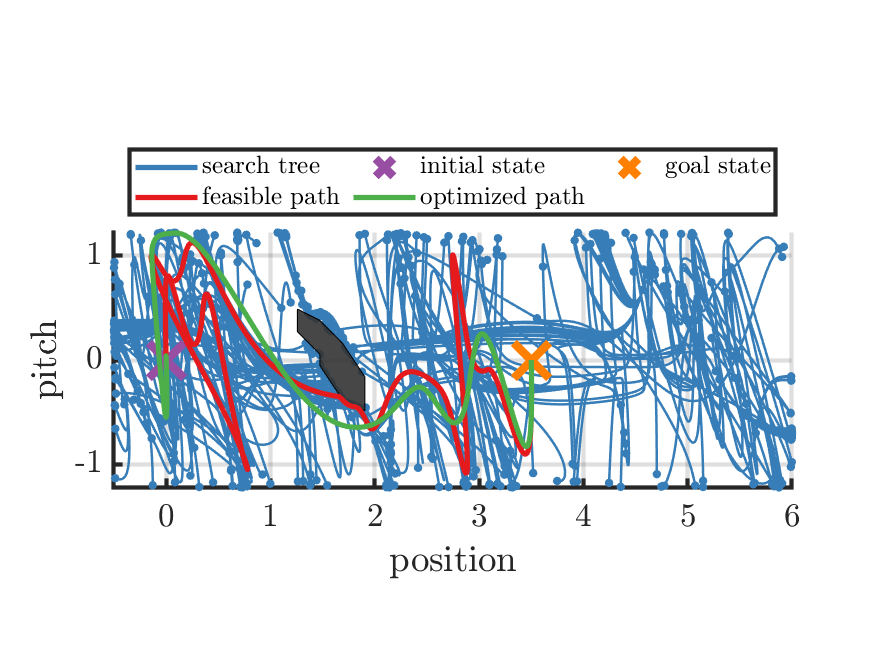 search tree initial state goal state
feasible path optimized path
1
0
-1
pitch
0 1 2 3 4 5 6
position